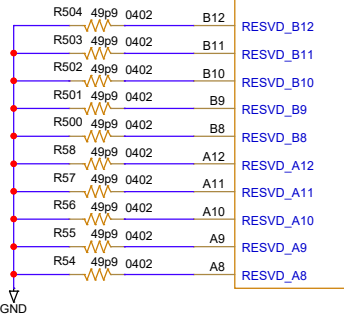 R504 49p9 0402 B12 RESVD_B12
R503 49p9 0402 B11 RESVD_B11
R502 49p9 0402 B10 RESVD_B10
R501 49p9 0402 B9 RESVD_B9
R500 49p9 0402 B8 RESVD_B8
R58 49p9 0402 A12 RESVD_A12
R57 49p9 0402 A11 RESVD_A11
R56 49p9 0402 A10 RESVD_A10
R55 49p9 0402 A9 RESVD_A9
R54 49p9 0402 A8 RESVD_A8
GND